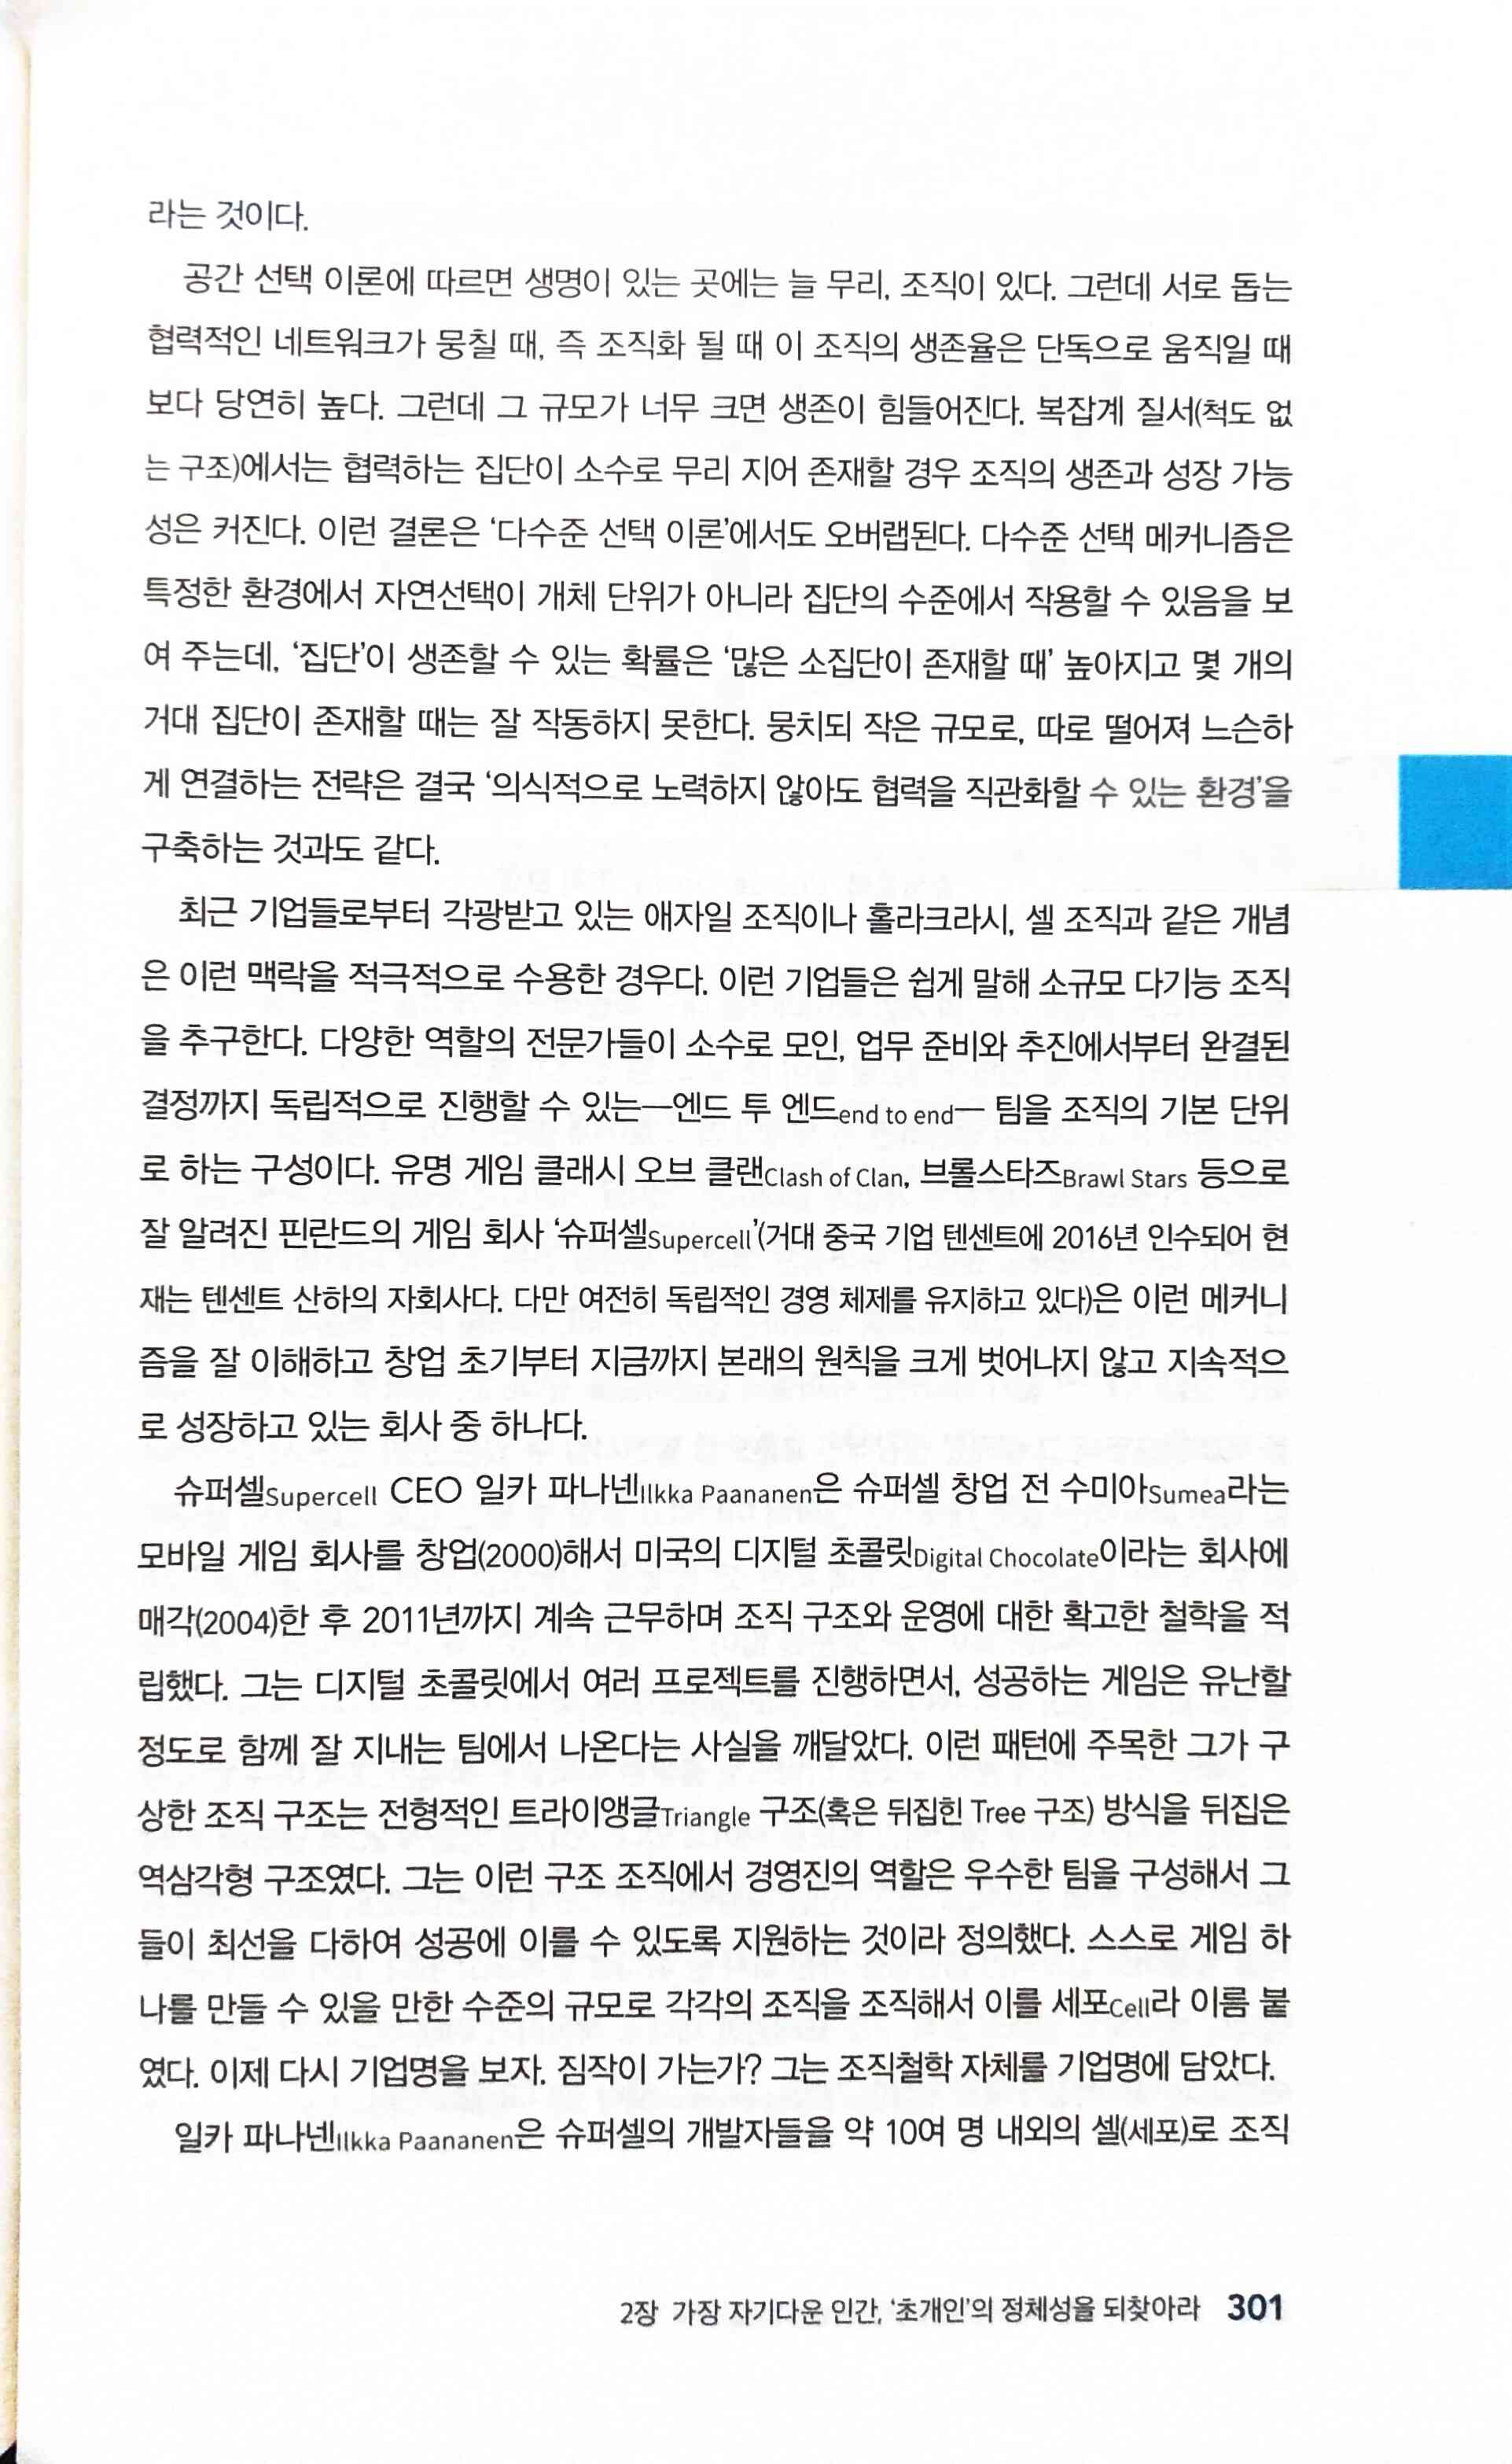 라는 것이다.
공간 선택 이론에 따르면 생명이 있는 곳에는 늘 무리, 조직이 있다. 그런데 서로 돕는
협력적인 네트워크가 뭉칠 때, 즉 조직화 될 때 이 조직의 생존율은 단독으로 움직일 때
보다 당연히 높다. 그런데 그 규모가 너무 크면 생존이 힘들어진다. 복잡계 질서(척도 없
는 구조)에서는 협력하는 집단이 소수로 무리 지어 존재할 경우 조직의 생존과 성장 가능
성은 커진다. 이런 결론은 ‘다수준 선택 이론’에서도 오버랩된다. 다수준 선택 메커니즘은
특정한 환경에서 자연선택이 개체 단위가 아니라 집단의 수준에서 작용할 수 있음을 보
여 주는데, ‘집단’이 생존할 수 있는 확률은 ‘많은 소집단이 존재할 때’ 높아지고 몇 개의
거대 집단이 존재할 때는 잘 작동하지 못한다. 뭉치되 작은 규모로, 따로 떨어져 느슨하
게 연결하는 전략은 결국 ‘의식적으로 노력하지 않아도 협력을 직관화할 수 있는 환경’을
구축하는 것과도 같다.
최근 기업들로부터 각광받고 있는 애자일 조직이나 홀라크라시, 셀 조직과 같은 개념
은 이런 맥락을 적극적으로 수용한 경우다. 이런 기업들은 쉽게 말해 소규모 다기능 조직
을 추구한다. 다양한 역할의 전문가들이 소수로 모인, 업무 준비와 추진에서부터 완결된
결정까지 독립적으로 진행할 수 있는—엔드 투 엔드end to end— 팀을 조직의 기본 단위
로 하는 구성이다. 유명 게임 클래시 오브 클랜Clash of Clan, 브롤스타즈Brawl Stars 등으로
잘 알려진 핀란드의 게임 회사 ‘슈퍼셀Supercell’(거대 중국 기업 텐센트에 2016년 인수되어 현
재는 텐센트 산하의 자회사다. 다만 여전히 독립적인 경영 체제를 유지하고 있다)은 이런 메커니
즘을 잘 이해하고 창업 초기부터 지금까지 본래의 원칙을 크게 벗어나지 않고 지속적으
로 성장하고 있는 회사 중 하나다.
슈퍼셀Supercell CEO 일카 파나넨Ilkka Paananen은 슈퍼셀 창업 전 수미아Sumea라는
모바일 게임 회사를 창업(2000)해서 미국의 디지털 초콜릿Digital Chocolate이라는 회사에
매각(2004)한 후 2011년까지 계속 근무하며 조직 구조와 운영에 대한 확고한 철학을 적
립했다. 그는 디지털 초콜릿에서 여러 프로젝트를 진행하면서, 성공하는 게임은 유난할
정도로 함께 잘 지내는 팀에서 나온다는 사실을 깨달았다. 이런 패턴에 주목한 그가 구
상한 조직 구조는 전형적인 트라이앵글Triangle 구조(혹은 뒤집힌 Tree 구조) 방식을 뒤집은
역삼각형 구조였다. 그는 이런 구조 조직에서 경영진의 역할은 우수한 팀을 구성해서 그
들이 최선을 다하여 성공에 이를 수 있도록 지원하는 것이라 정의했다. 스스로 게임 하
나를 만들 수 있을 만한 수준의 규모로 각각의 조직을 조직해서 이를 세포Cell라 이름 붙
였다. 이제 다시 기업명을 보자. 짐작이 가는가? 그는 조직철학 자체를 기업명에 담았다.
일카 파나넨Ilkka Paananen은 슈퍼셀의 개발자들을 약 10여 명 내외의 셀(세포)로 조직
2장 가장 자기다운 인간, ‘초개인’의 정체성을 되찾아라 301